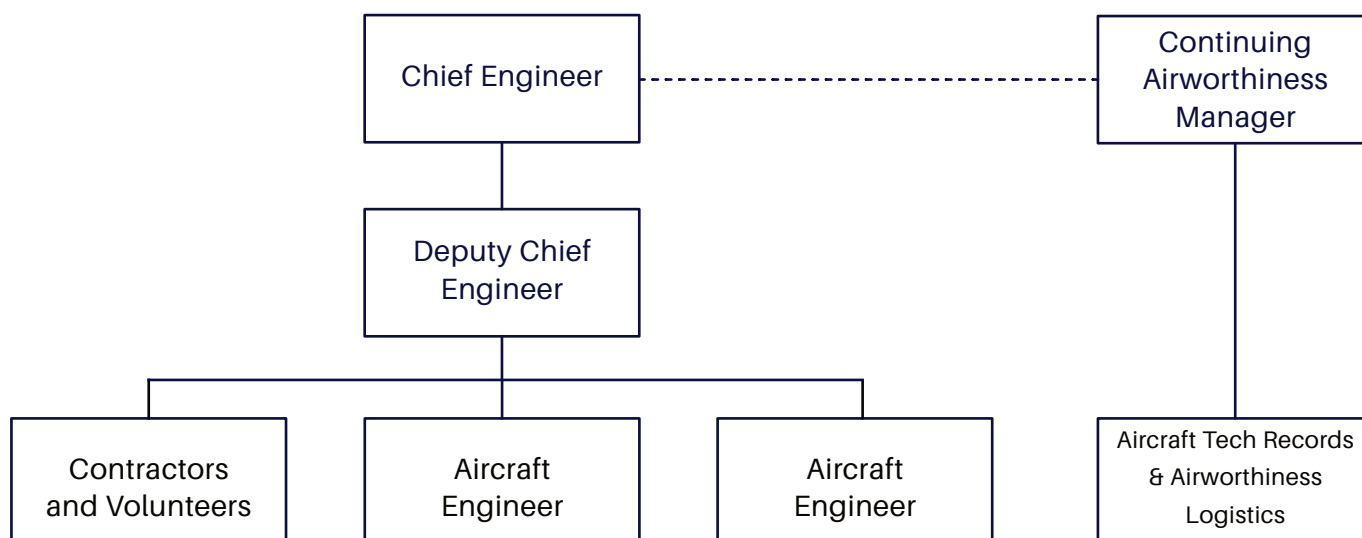 Chief Engineer
Continuing
Airworthiness
Manager
Deputy Chief
Engineer
Contractors
and Volunteers
Aircraft
Engineer
Aircraft
Engineer
Aircraft Tech Records
& Airworthiness
Logistics